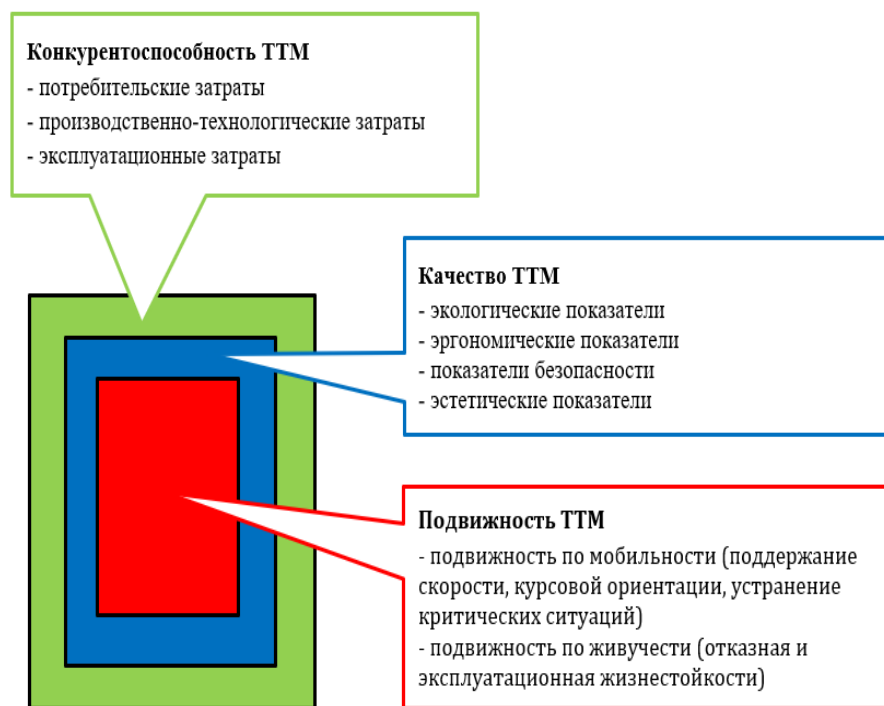 Конкурентоспособность ТТМ
- потребительские затраты
- производственно-технологические затраты
- эксплуатационные затраты
Качество ТТМ
- экологические показатели
- эргономические показатели
- показатели безопасности
- эстетические показатели
Подвижность ТТМ
- подвижность по мобильности (поддержание
скорости, курсовой ориентации, устранение
критических ситуаций)
- подвижность по живучести (отказная и
эксплуатационная жизнестойкости)